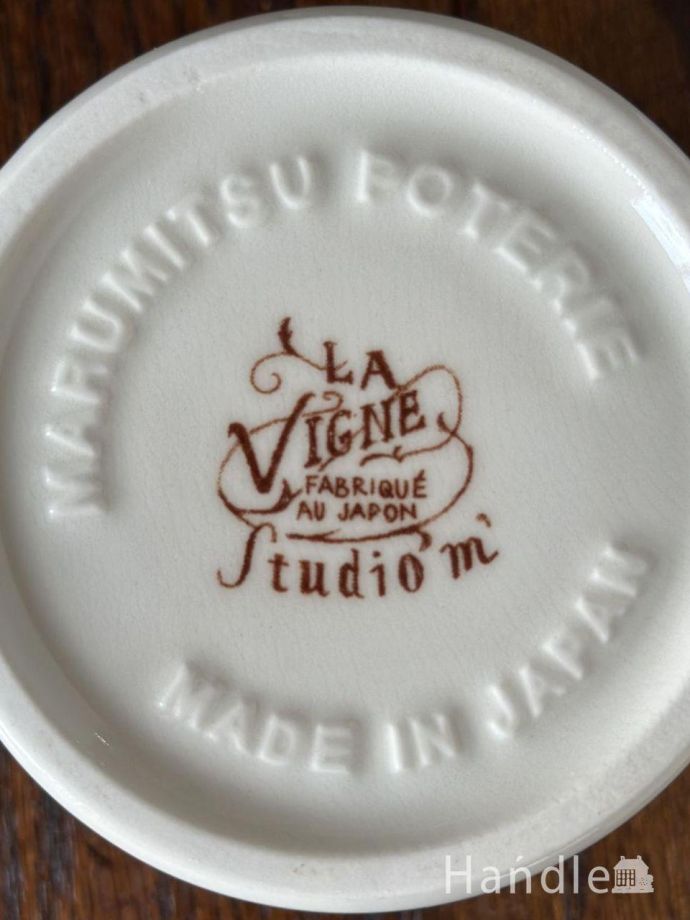 MARUMITSU POTERIE
LA
VIGNE
FABRIQUÉ
AU JAPON
Studio'm'
MADE IN JAPAN
Handle